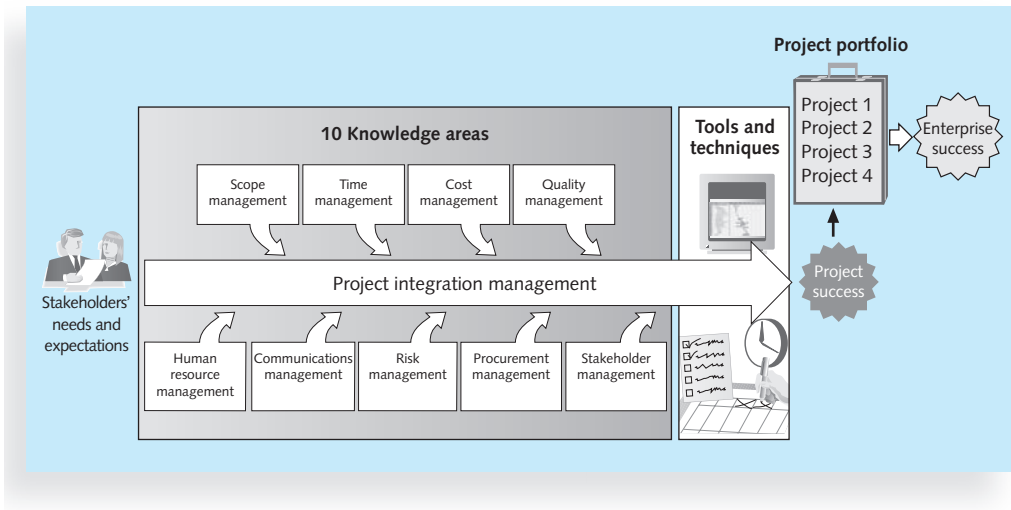 Project portfolio
Project 1
Project 2
Project 3
Project 4
Enterprise
success
10 Knowledge areas
Tools and
techniques
Scope
management
Time
management
Cost
management
Quality
management
Stakeholders'
needs and
expectations
Project integration management
Project
success
Human
resource
management
Communications
management
Risk
management
Procurement
management
Stakeholder
management